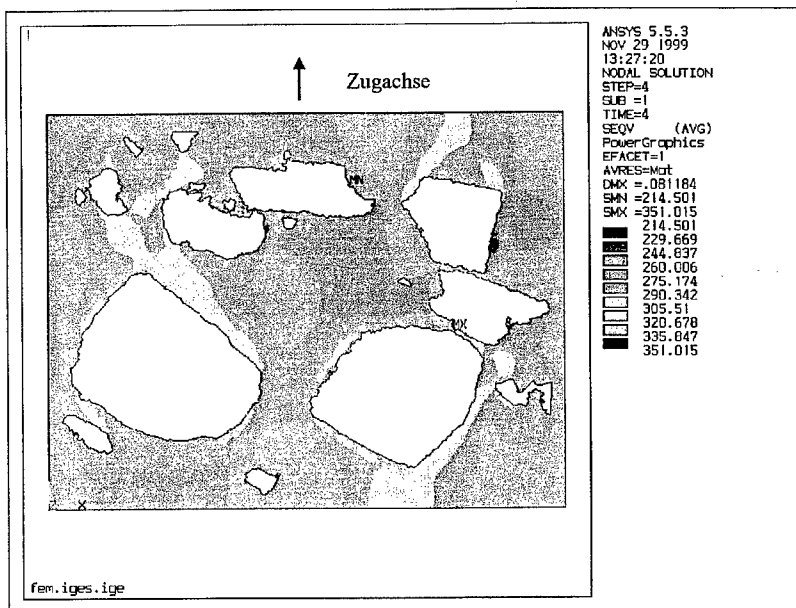 1
Zugachse
MN
MX
X
fem.iges.ige
ANSYS 5.5.3
NOV 29 1999
13:27:20
NODAL SOLUTION
STEP=4
SUB =1
TIME=4
SEQV (AVG)
PowerGraphics
EFACET=1
AVRES=Mat
DMX =.081184
SMN =214.501
SMX =351.015
214.501
229.669
244.837
260.006
275.174
290.342
305.51
320.678
335.847
351.015